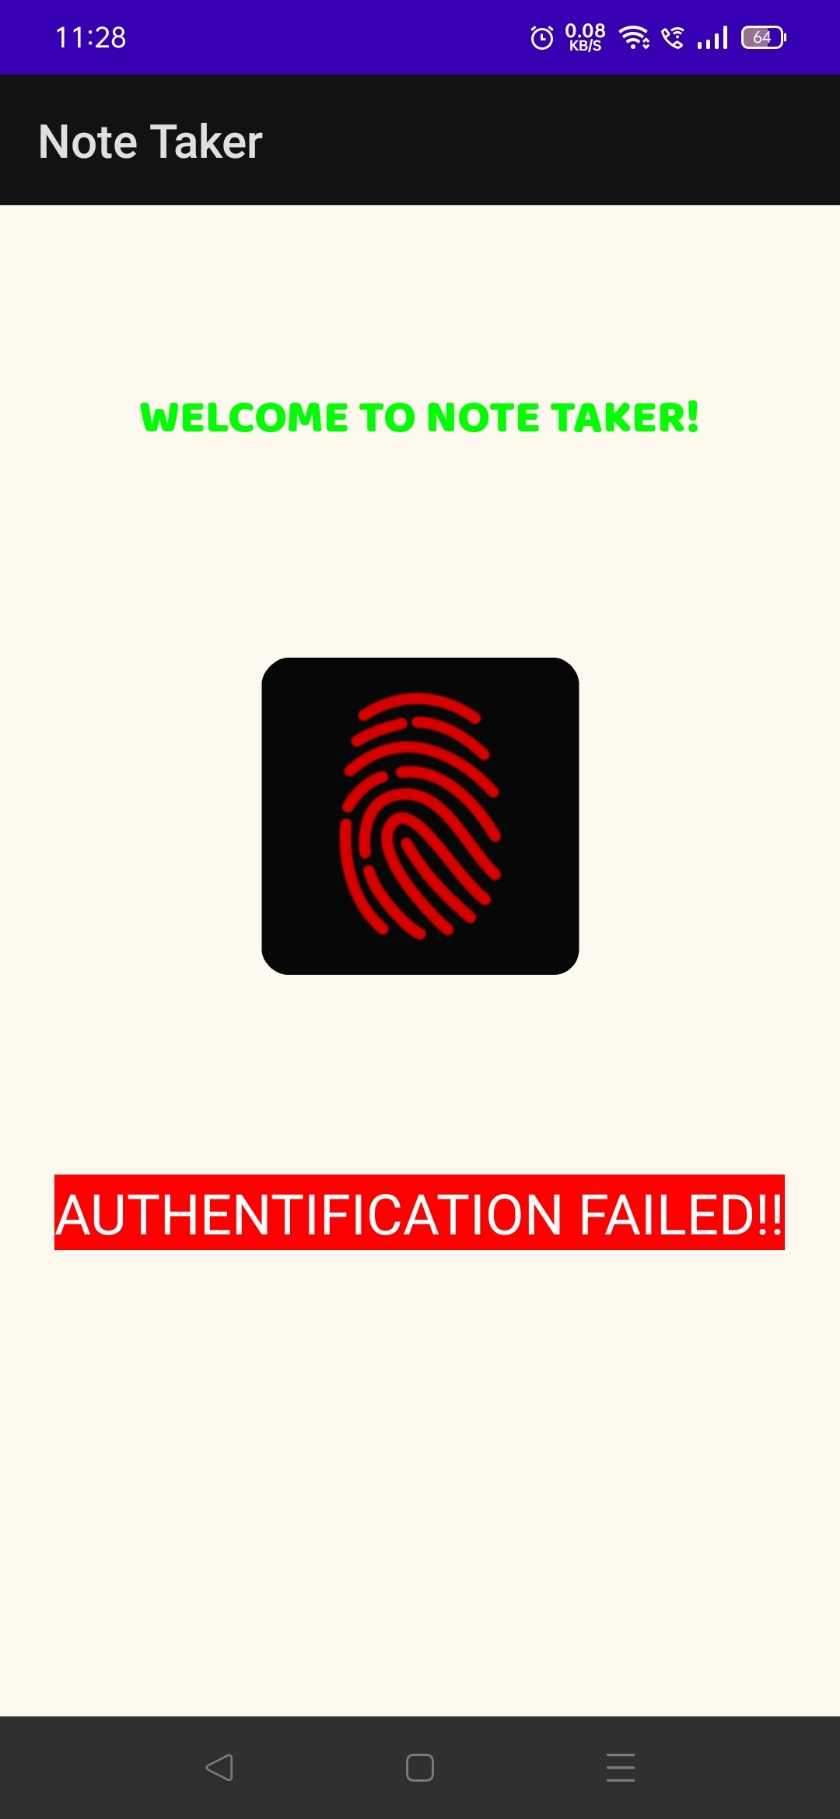 11:28
0.08
KB/S
64
Note Taker
WELCOME TO NOTE TAKER!
AUTHENTIFICATION FAILED!!